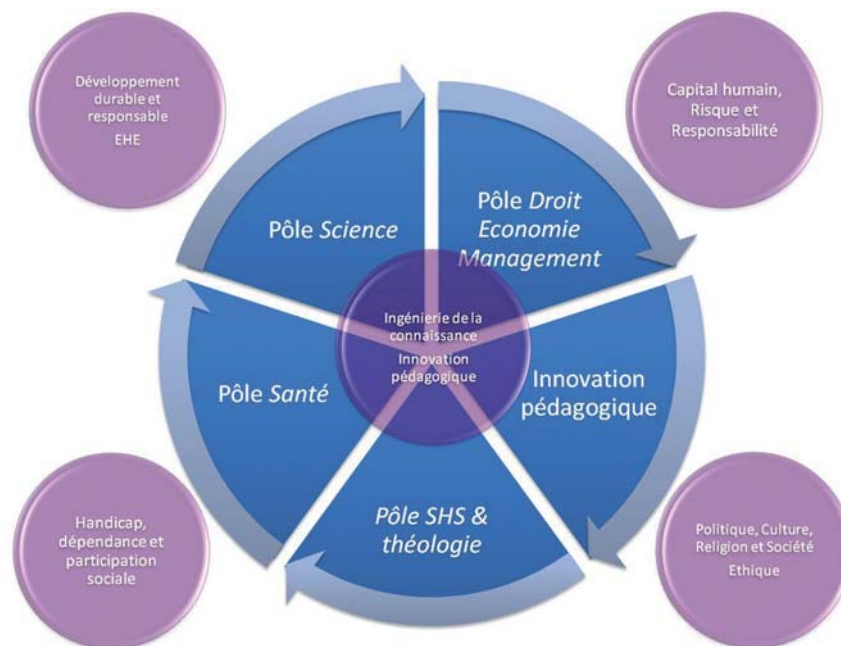 Développement
durable et
responsable
EHE
Capital humain,
Risque et
Responsabilité
Pôle Science
Pôle Droit
Economie
Management
Ingénierie de la
connaissance
Innovation
pédagogique
Pôle Santé
Innovation
pédagogique
Pôle SHS &
théologie
Handicap,
dépendance et
participation
sociale
Politique, Culture,
Religion et Société
Ethique